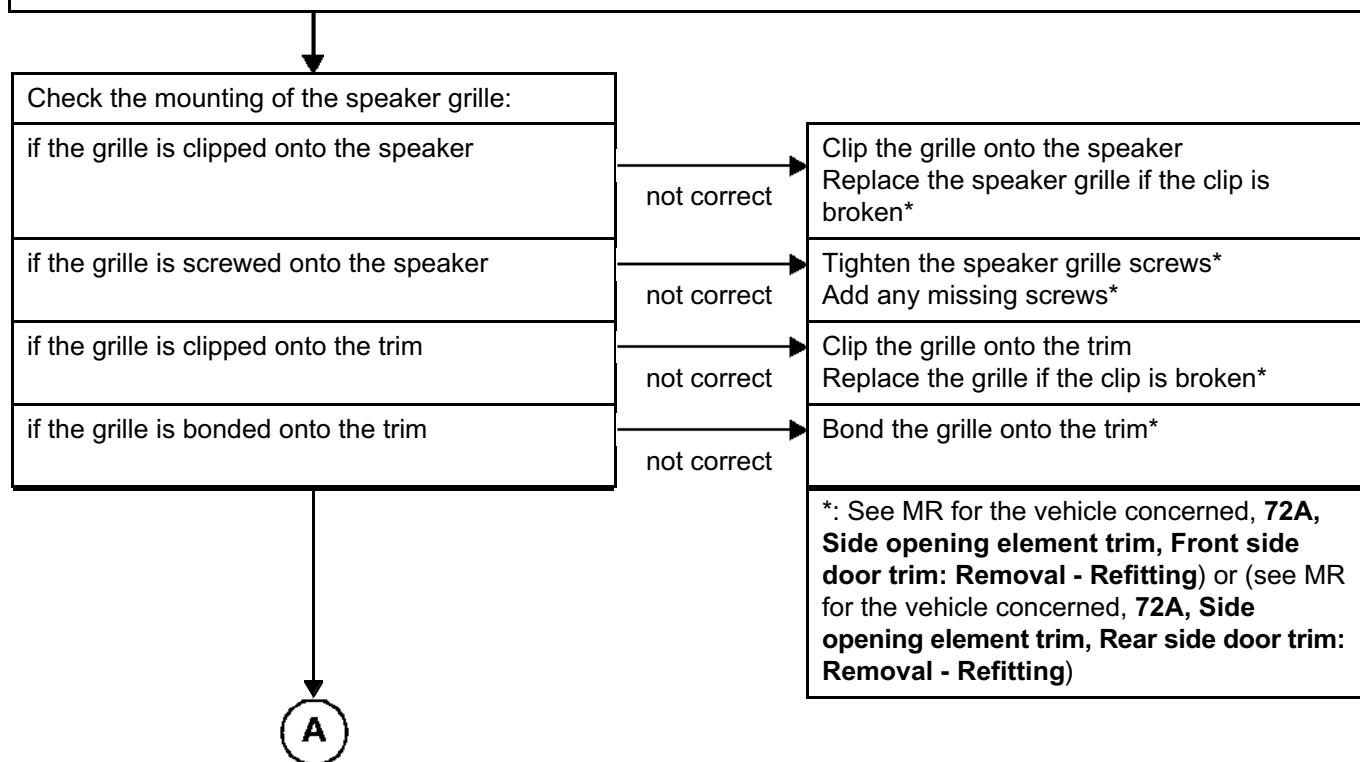 Check the mounting of the speaker grille:
if the grille is clipped onto the speaker
not correct
Clip the grille onto the speaker
Replace the speaker grille if the clip is
broken*
if the grille is screwed onto the speaker
not correct
Tighten the speaker grille screws*
Add any missing screws*
if the grille is clipped onto the trim
not correct
Clip the grille onto the trim
Replace the grille if the clip is broken*
if the grille is bonded onto the trim
not correct
Bond the grille onto the trim*
*: See MR for the vehicle concerned, 72A,
Side opening element trim, Front side
door trim: Removal - Refitting) or (see MR
for the vehicle concerned, 72A, Side
opening element trim, Rear side door trim:
Removal - Refitting)
A